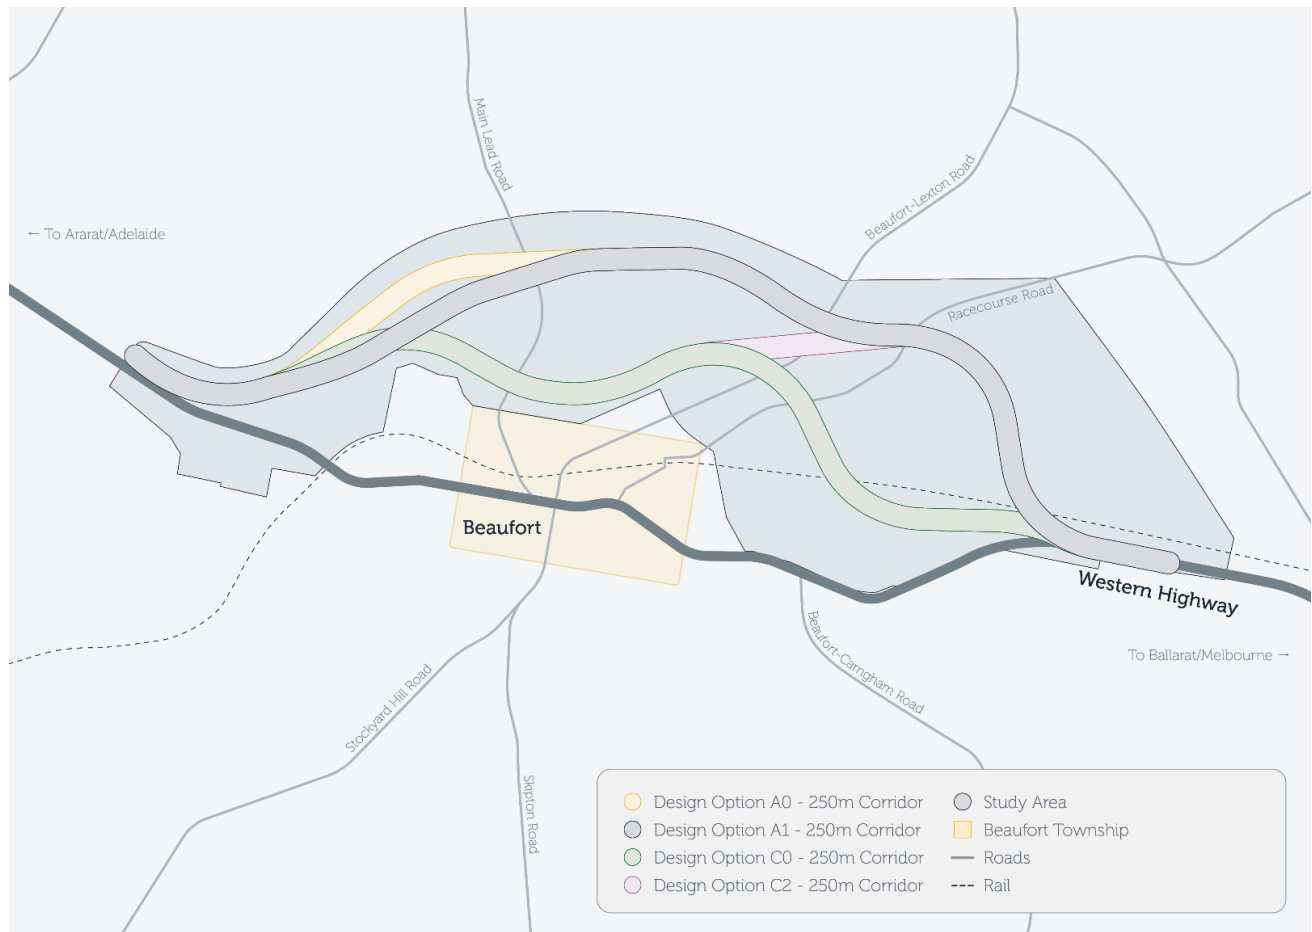 Main Lead Road
Beaufort-Lexton Road
← To Ararat/Adelaide
Racecourse Road
Beaufort
Western Highway
To Ballarat/Melbourne →
Beaufort-Carngham Road
Stockyard Hill Road
Skipton Road
Design Option A0 - 250m Corridor
Design Option A1 - 250m Corridor
Design Option C0 - 250m Corridor
Design Option C2 - 250m Corridor
Study Area
Beaufort Township
Roads
Rail